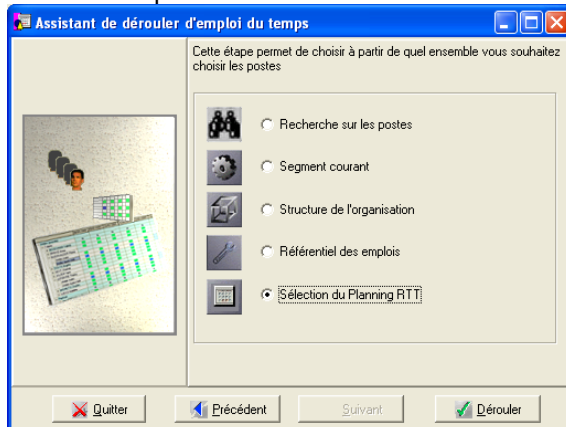 Assistant de dérouler d'emploi du temps
Cette étape permet de choisir à partir de quel ensemble vous souhaitez
choisir les postes
Recherche sur les postes
Segment courant
Structure de l'organisation
Référentiel des emplois
Sélection du Planning RTT
Quitter
Précédent
Suivant
Dérouler